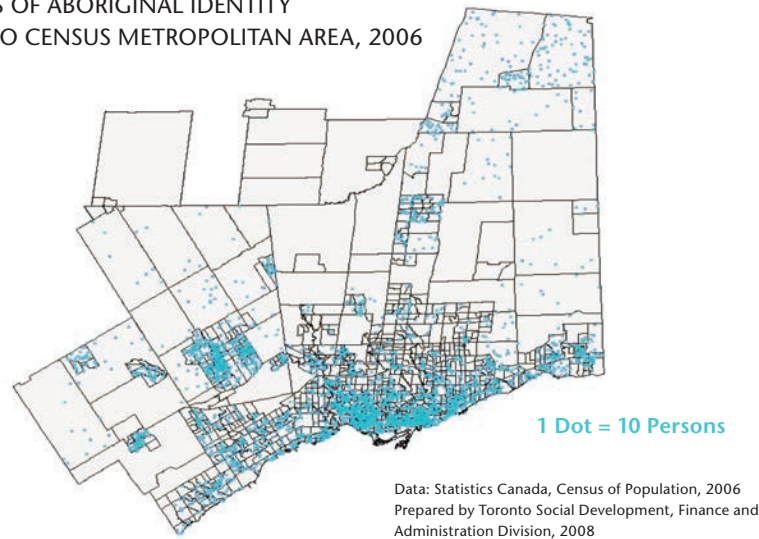 OF ABORIGINAL IDENTITY
CENSUS METROPOLITAN AREA, 2006
1 Dot = 10 Persons
Data: Statistics Canada, Census of Population, 2006
Prepared by Toronto Social Development, Finance and
Administration Division, 2008